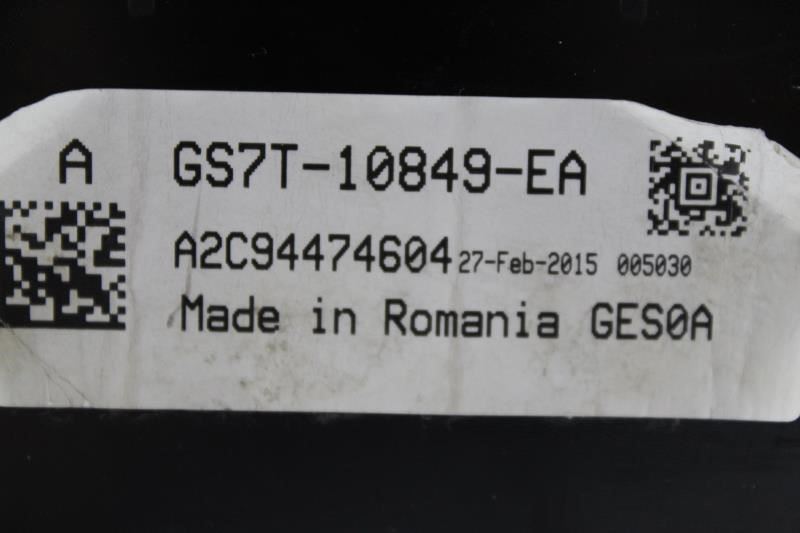 A GS7T-10849-EA
A2C94474604 27-Feb-2015 005030
Made in Romania GES0A